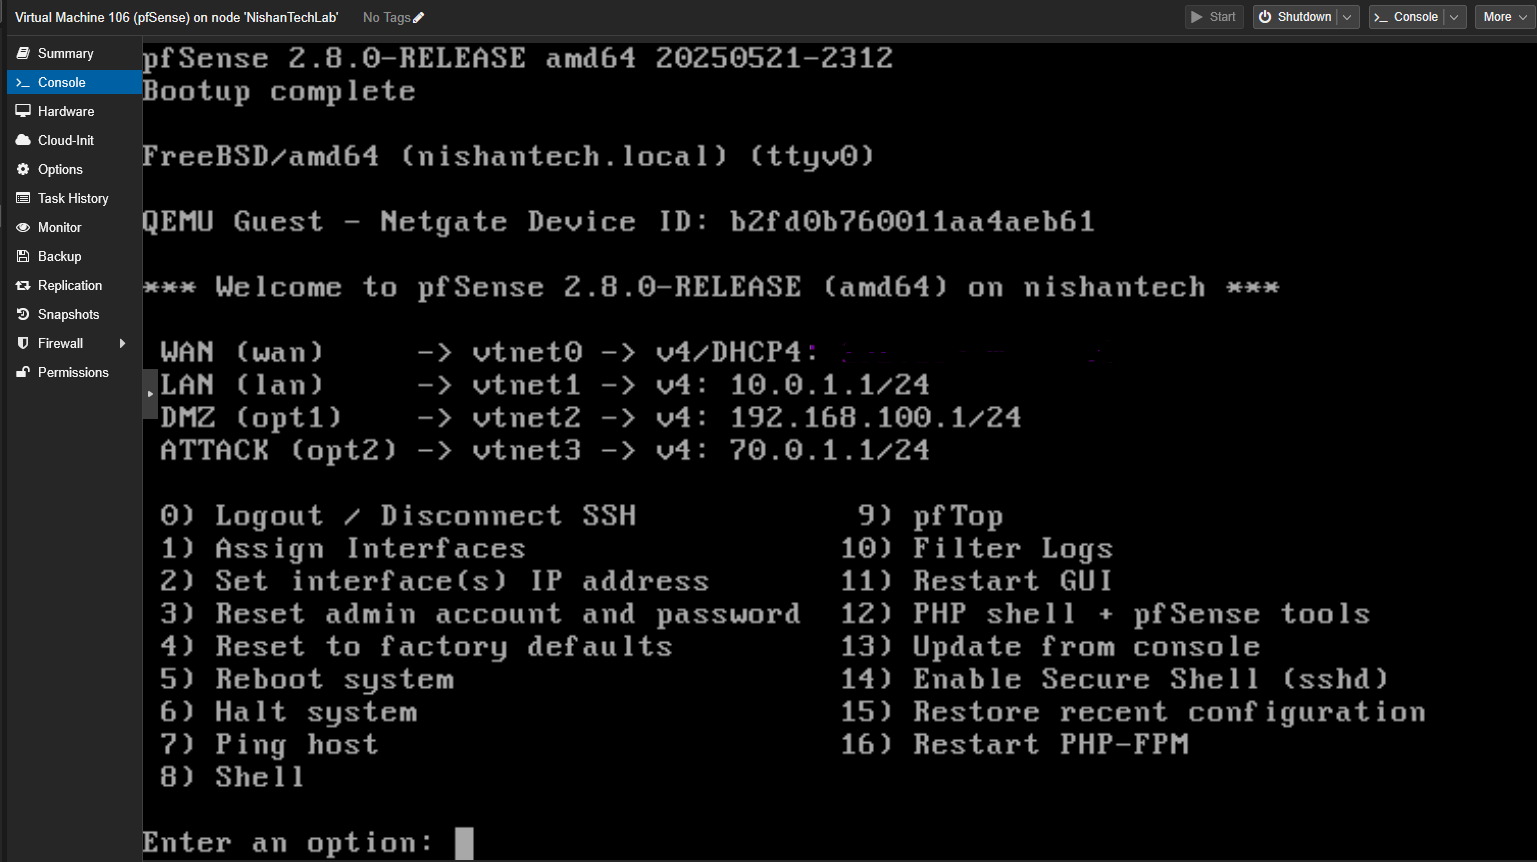 Virtual Machine 106 (pfSense) on node 'NishanTechLab' No Tags Start Shutdown Console More
Summary
Console
Hardware
Cloud-Init
Options
Task History
Monitor
Backup
Replication
Snapshots
Firewall
Permissions
pfSense 2.8.0-RELEASE amd64 20250521-2312
Bootup complete
FreeBSD/amd64 (nishantech.local) (ttyv0)
QEMU Guest - Netgate Device ID: b2fd0b760011aa4aeb61
*** Welcome to pfSense 2.8.0-RELEASE (amd64) on nishantech ***
WAN (wan) -> vtnet0 -> v4/DHCP4:
LAN (lan) -> vtnet1 -> v4: 10.0.1.1/24
DMZ (opt1) -> vtnet2 -> v4: 192.168.100.1/24
ATTACK (opt2) -> vtnet3 -> v4: 70.0.1.1/24
0) Logout / Disconnect SSH 9) pfTop
1) Assign Interfaces 10) Filter Logs
2) Set interface(s) IP address 11) Restart GUI
3) Reset admin account and password 12) PHP shell + pfSense tools
4) Reset to factory defaults 13) Update from console
5) Reboot system 14) Enable Secure Shell (sshd)
6) Halt system 15) Restore recent configuration
7) Ping host 16) Restart PHP-FPM
8) Shell
Enter an option: